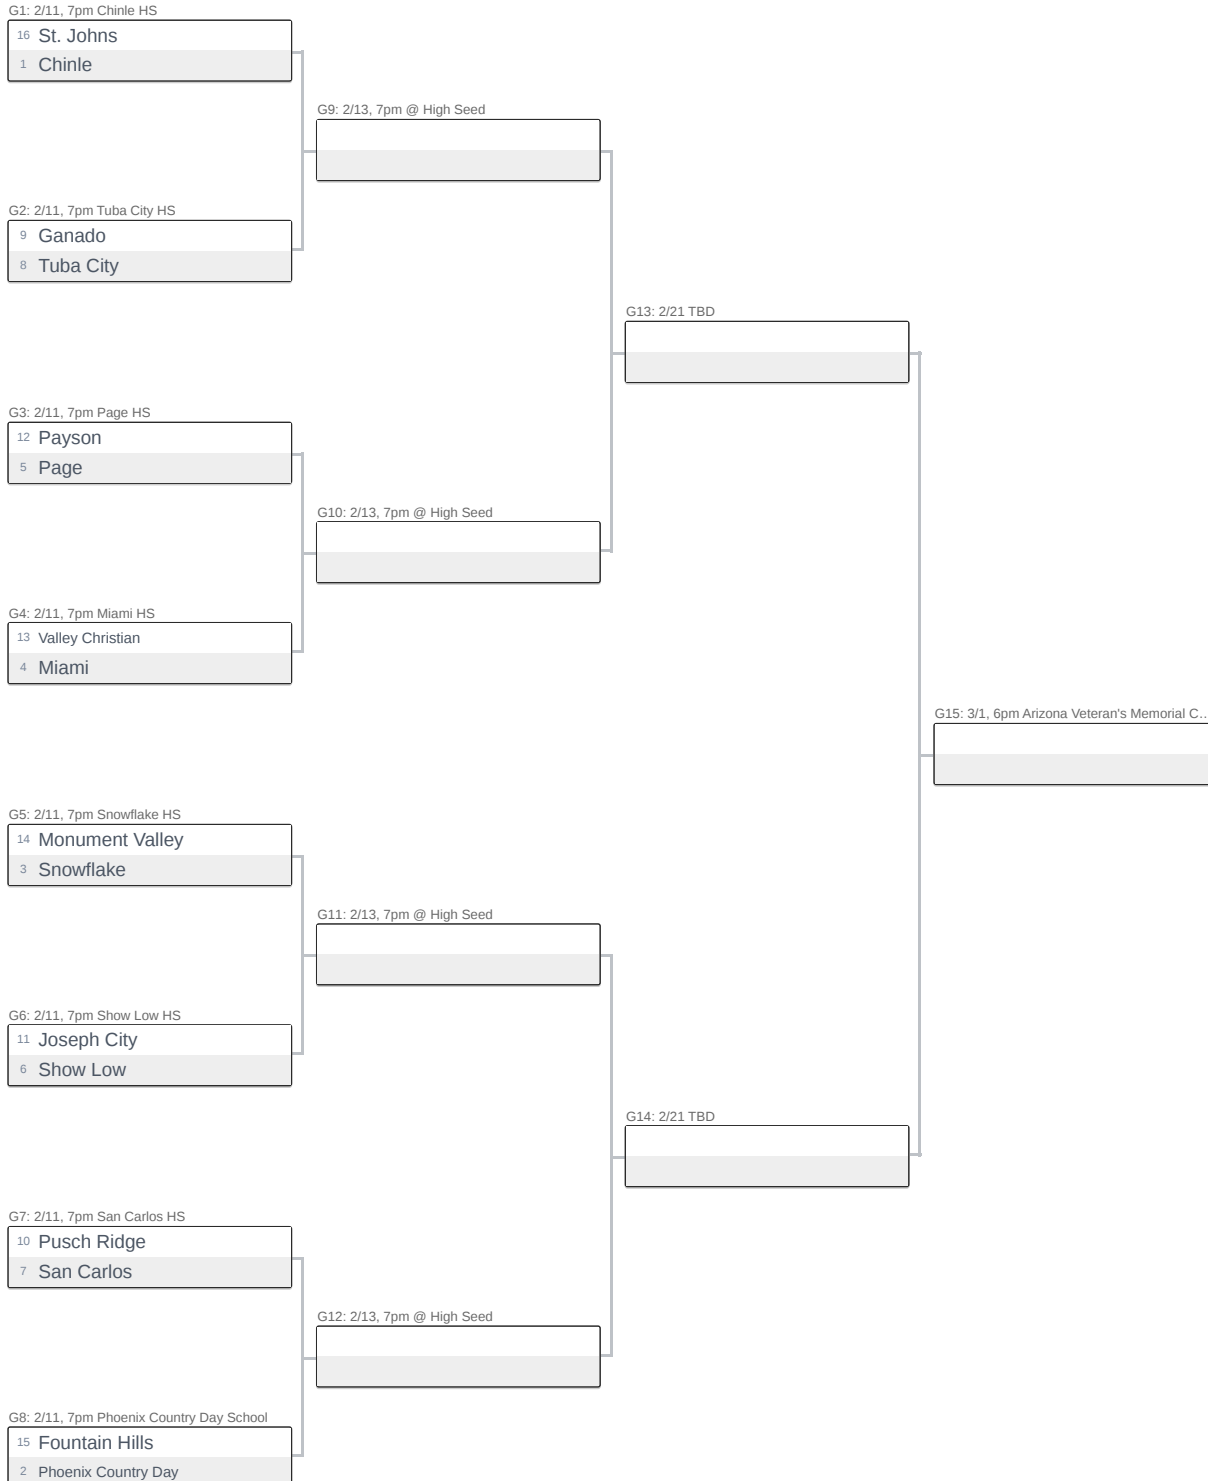 G1: 2/11, 7pm Chinle HS
16 St. Johns
1 Chinle
G9: 2/13, 7pm @ High Seed
G2: 2/11, 7pm Tuba City HS
9 Ganado
8 Tuba City
G13: 2/21 TBD
G3: 2/11, 7pm Page HS
12 Payson
5 Page
G10: 2/13, 7pm @ High Seed
G4: 2/11, 7pm Miami HS
13 Valley Christian
4 Miami
G15: 3/1, 6pm Arizona Veteran's Memorial C...
G5: 2/11, 7pm Snowflake HS
14 Monument Valley
3 Snowflake
G11: 2/13, 7pm @ High Seed
G6: 2/11, 7pm Show Low HS
11 Joseph City
6 Show Low
G14: 2/21 TBD
G7: 2/11, 7pm San Carlos HS
10 Pusch Ridge
7 San Carlos
G12: 2/13, 7pm @ High Seed
G8: 2/11, 7pm Phoenix Country Day School
15 Fountain Hills
2 Phoenix Country Day